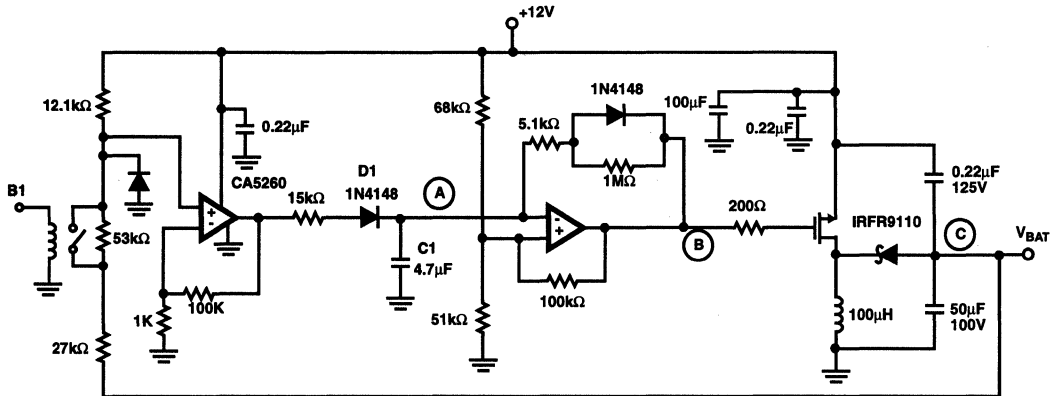 +12V
12.1kΩ
0.22μF
CA5260
B1
53kΩ
+
-
15kΩ
D1
1N4148
A
C1
4.7μF
100K
1K
27kΩ
68kΩ
51kΩ
5.1kΩ
1N4148
1MΩ
-
+
100kΩ
B
100μF
0.22μF
200Ω
IRFR9110
0.22μF
125V
C
VBAT
100μH
50μF
100V